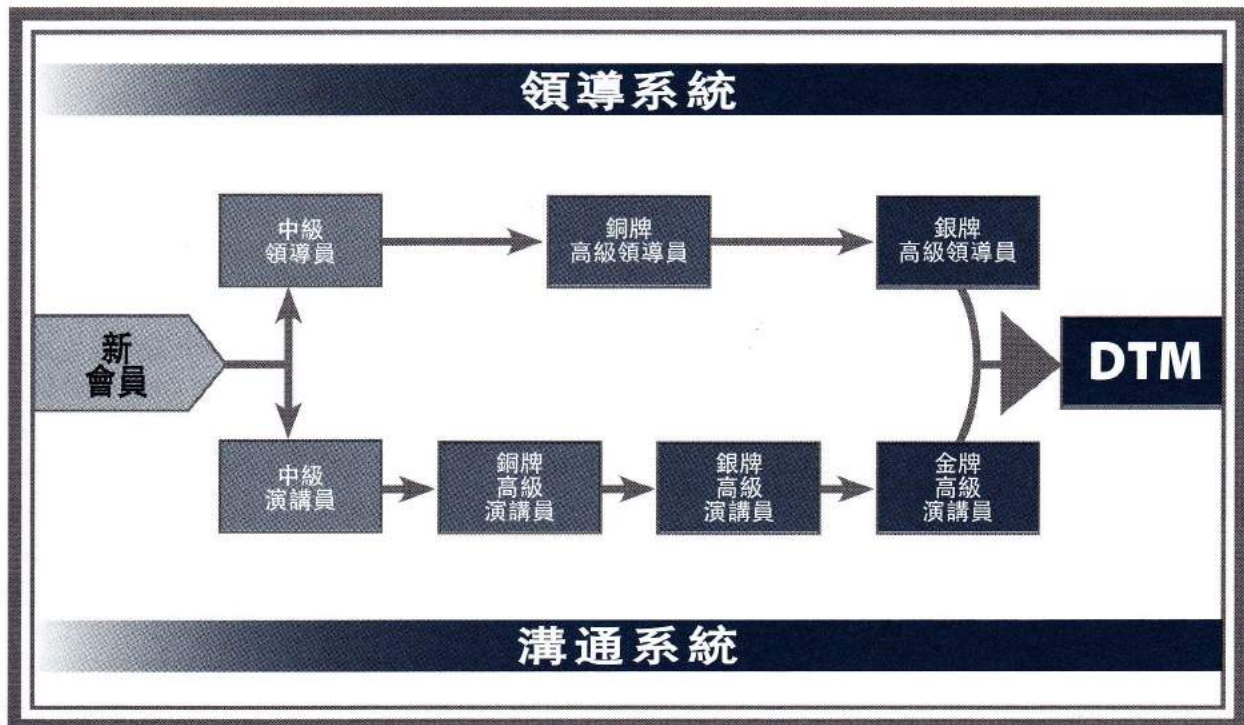 領導系統
中級
領導員
銅牌
高級領導員
銀牌
高級領導員
新
會員
DTM
中級
演講員
銅牌
高級
演講員
銀牌
高級
演講員
金牌
高級
演講員
溝通系統